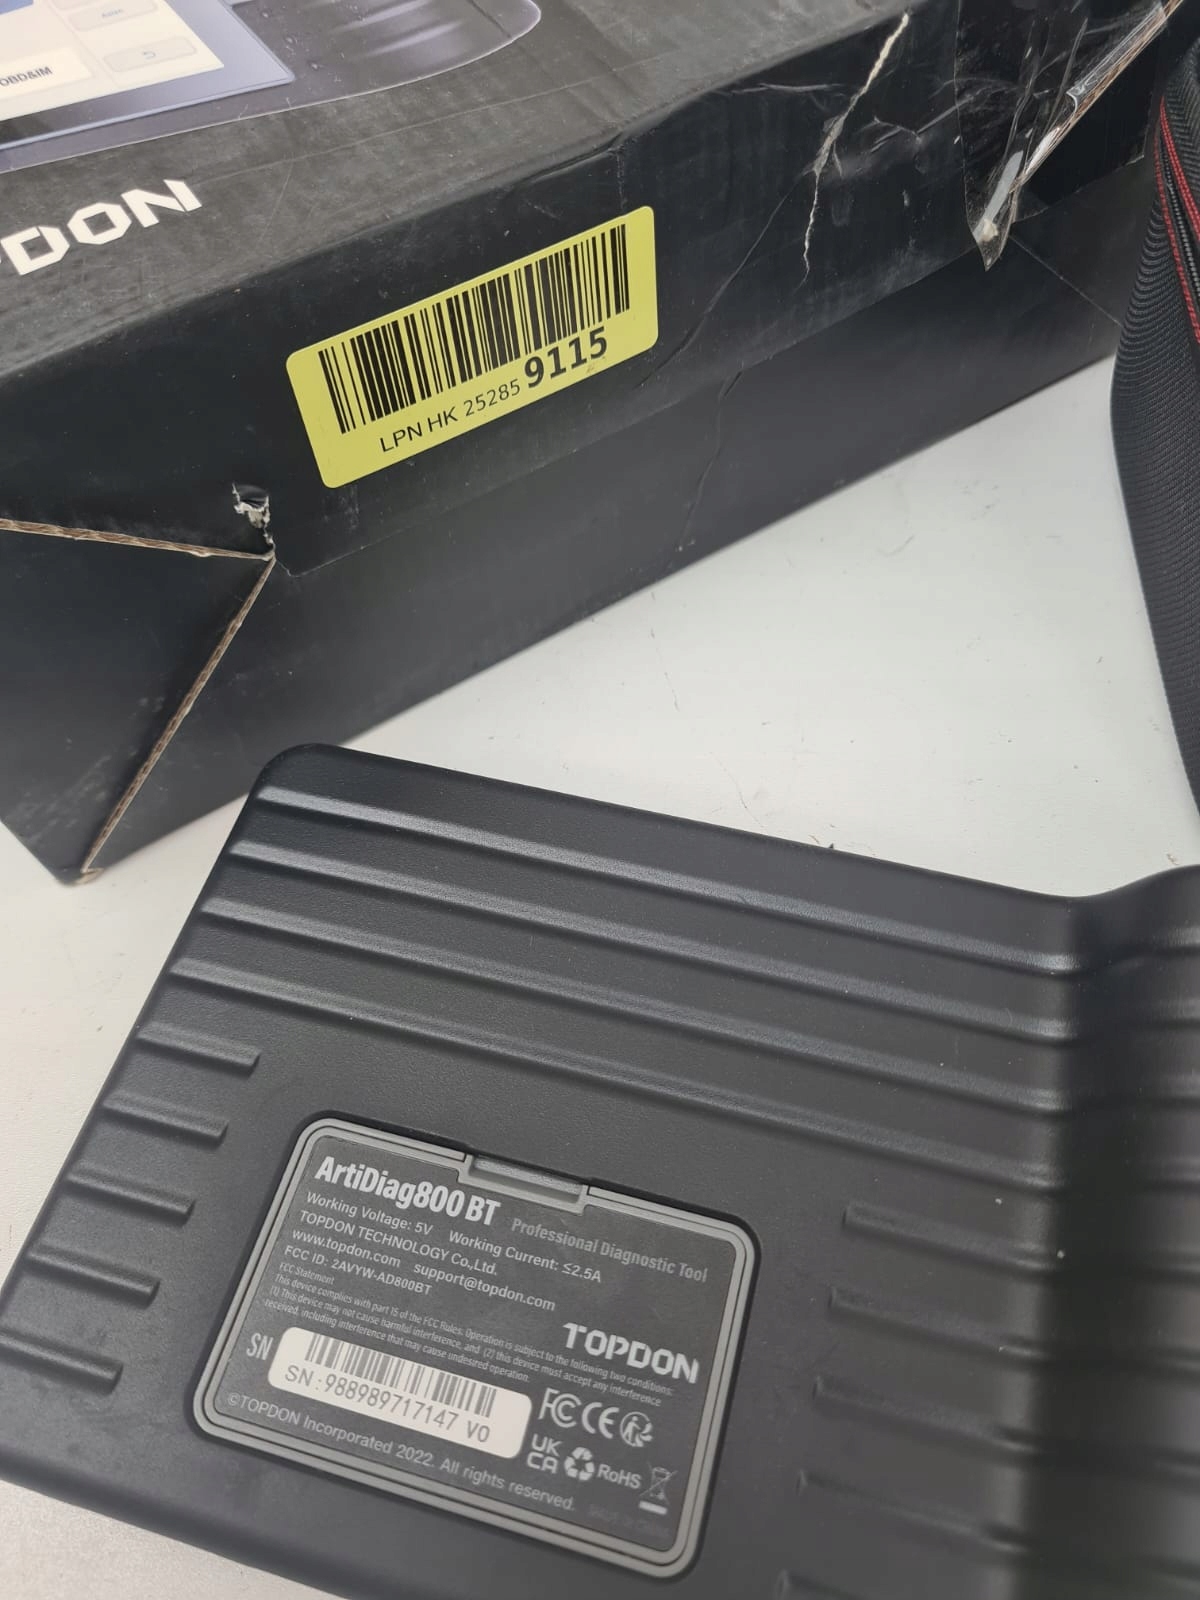 OBD&IM
PDON
LPN HK 25285 9115
ArtiDiag800 BT Professional Diagnostic Tool
Working Voltage: 5V Working Current: ≤2.5A
TOPDON TECHNOLOGY Co.,Ltd.
www.topdon.com support@topdon.com
FCC ID: 2AVYW-AD800BT
FCC Statement
This device complies with part 15 of the FCC Rules. Operation is subject to the following two conditions:
(1) This device may not cause harmful interference, and (2) this device must accept any interference
received, including interference that may cause undesired operation.
TOPDON
SN
SN:988989717147 V0
FC CE
UK
CA RoHS
©TOPDON Incorporated 2022. All rights reserved.